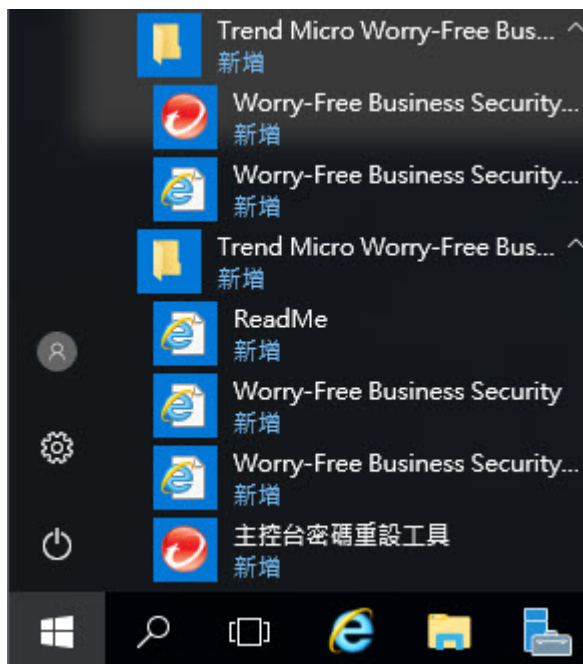 Trend Micro Worry-Free Bus...
新增
Worry-Free Business Security...
新增
Worry-Free Business Security...
新增
Trend Micro Worry-Free Bus...
新增
ReadMe
新增
Worry-Free Business Security
新增
Worry-Free Business Security...
新增
主控台密碼重設工具
新增